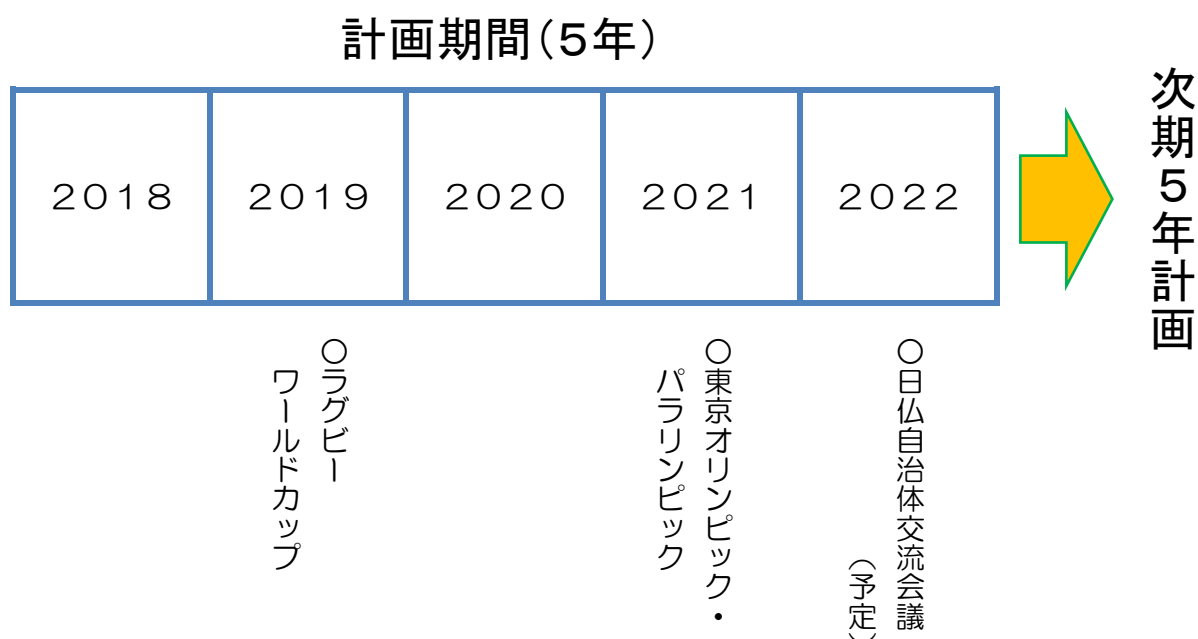 計画期間(5年)
2018
2019
2020
2021
2022
次期5年計画
○ラグビー
ワールドカップ
○東京オリンピック・
パラリンピック
○日仏自治体交流会議
(予定)